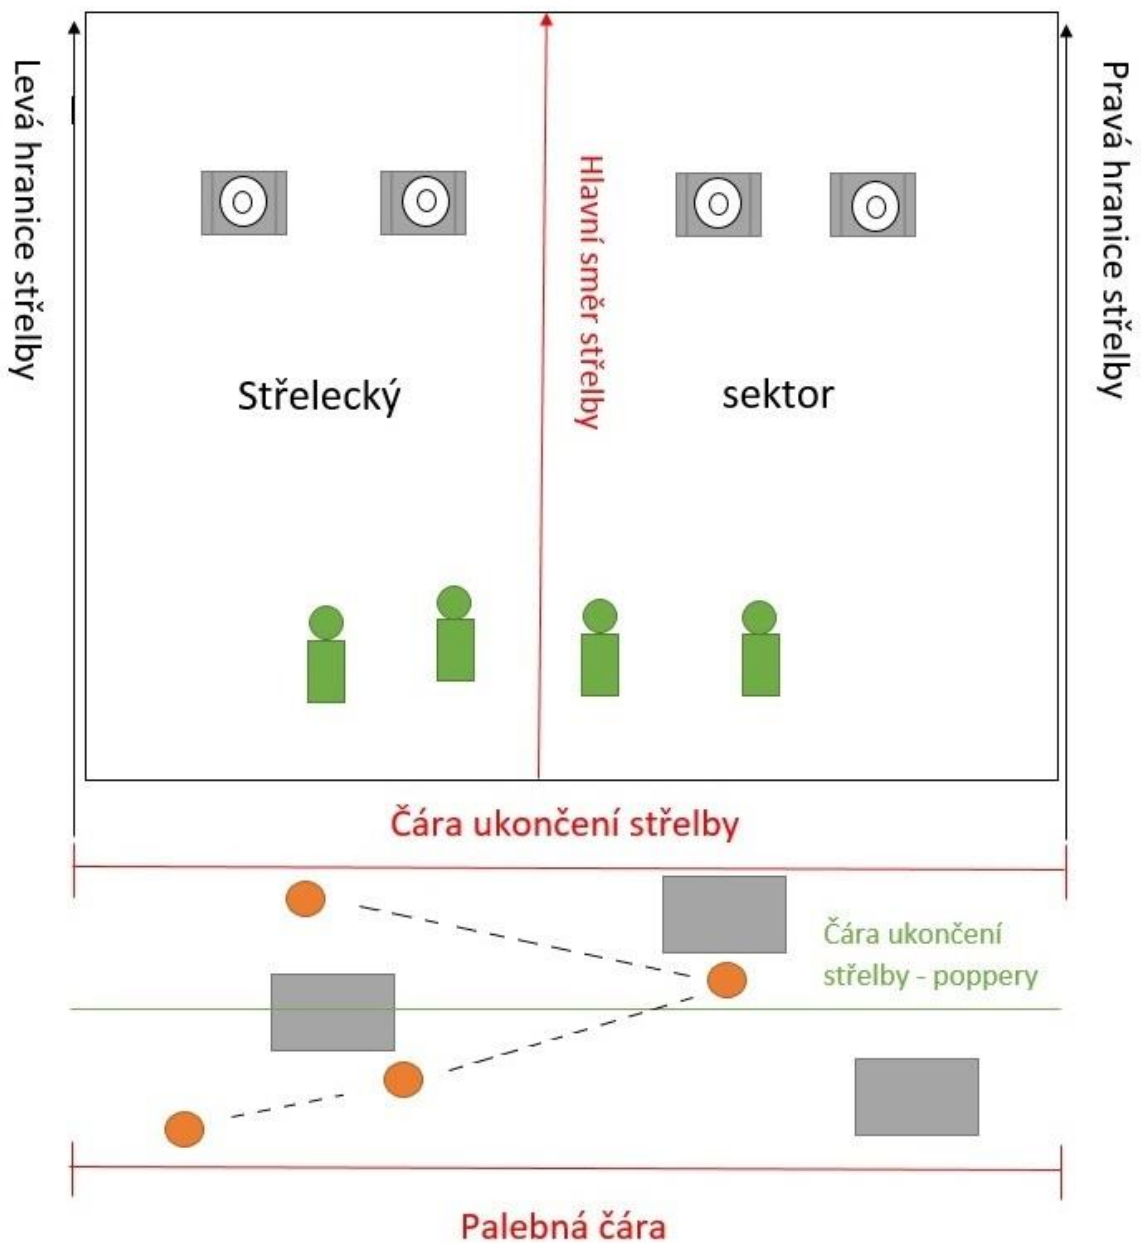 Levá hranice střelby
Hlavní směr střelby
Pravá hranice střelby
Střelecký
sektor
Čára ukončení střelby
Čára ukončení
střelby - poppery
Palebná čára